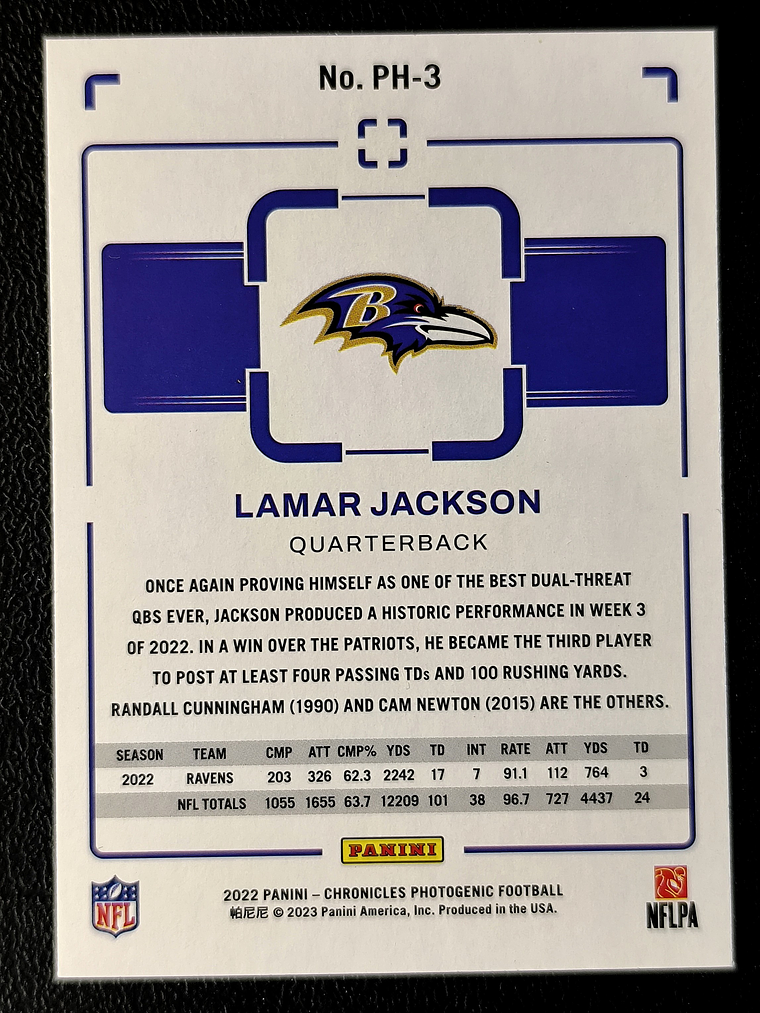 No. PH-3
B
LAMAR JACKSON
QUARTERBACK
ONCE AGAIN PROVING HIMSELF AS ONE OF THE BEST DUAL-THREAT
QBS EVER, JACKSON PRODUCED A HISTORIC PERFORMANCE IN WEEK 3
OF 2022. IN A WIN OVER THE PATRIOTS, HE BECAME THE THIRD PLAYER
TO POST AT LEAST FOUR PASSING TDs AND 100 RUSHING YARDS.
RANDALL CUNNINGHAM (1990) AND CAM NEWTON (2015) ARE THE OTHERS.
SEASON TEAM CMP ATT CMP% YDS TD INT RATE ATT YDS TD
2022 RAVENS 203 326 62.3 2242 17 7 91.1 112 764 3
NFL TOTALS 1055 1655 63.7 12209 101 38 96.7 727 4437 24
PANINI
2022 PANINI – CHRONICLES PHOTOGENIC FOOTBALL
帕尼尼 © 2023 Panini America, Inc. Produced in the USA.
NFL
NFLPA